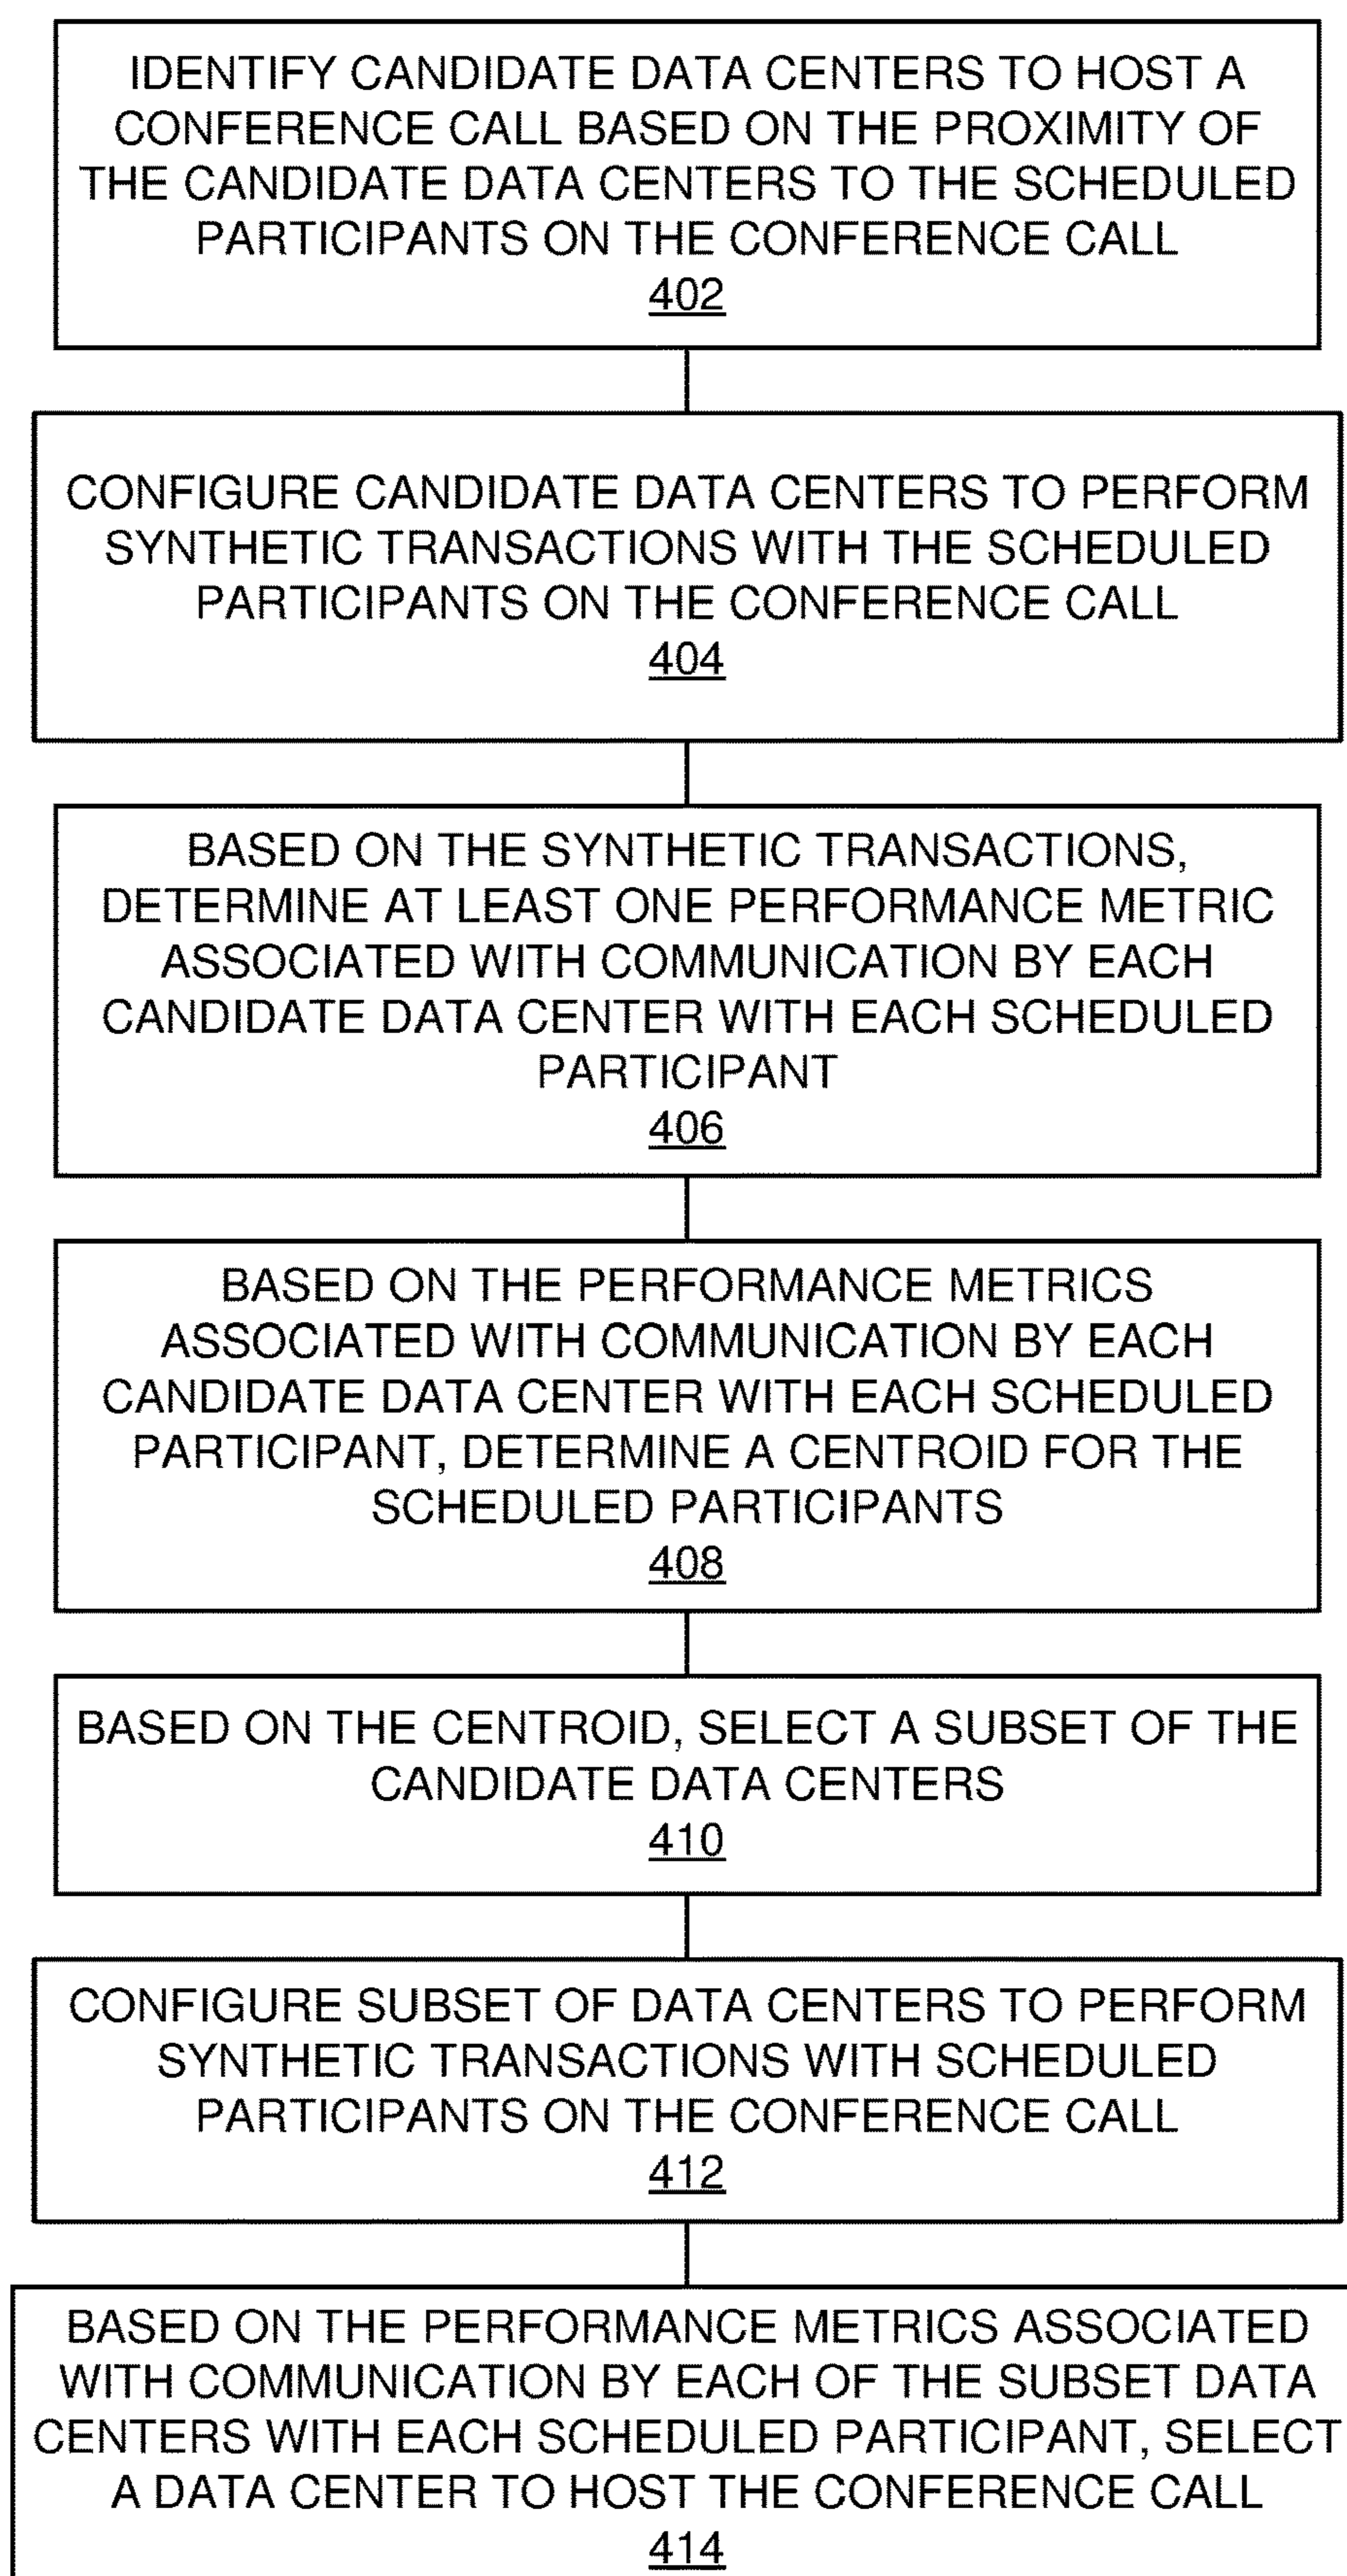 IDENTIFY CANDIDATE DATA CENTERS TO HOST A
CONFERENCE CALL BASED ON THE PROXIMITY OF
THE CANDIDATE DATA CENTERS TO THE SCHEDULED
PARTICIPANTS ON THE CONFERENCE CALL
402
CONFIGURE CANDIDATE DATA CENTERS TO PERFORM
SYNTHETIC TRANSACTIONS WITH THE SCHEDULED
PARTICIPANTS ON THE CONFERENCE CALL
404
BASED ON THE SYNTHETIC TRANSACTIONS,
DETERMINE AT LEAST ONE PERFORMANCE METRIC
ASSOCIATED WITH COMMUNICATION BY EACH
CANDIDATE DATA CENTER WITH EACH SCHEDULED
PARTICIPANT
406
BASED ON THE PERFORMANCE METRICS
ASSOCIATED WITH COMMUNICATION BY EACH
CANDIDATE DATA CENTER WITH EACH SCHEDULED
PARTICIPANT, DETERMINE A CENTROID FOR THE
SCHEDULED PARTICIPANTS
408
BASED ON THE CENTROID, SELECT A SUBSET OF THE
CANDIDATE DATA CENTERS
410
CONFIGURE SUBSET OF DATA CENTERS TO PERFORM
SYNTHETIC TRANSACTIONS WITH SCHEDULED
PARTICIPANTS ON THE CONFERENCE CALL
412
BASED ON THE PERFORMANCE METRICS ASSOCIATED
WITH COMMUNICATION BY EACH OF THE SUBSET DATA
CENTERS WITH EACH SCHEDULED PARTICIPANT, SELECT
A DATA CENTER TO HOST THE CONFERENCE CALL
414